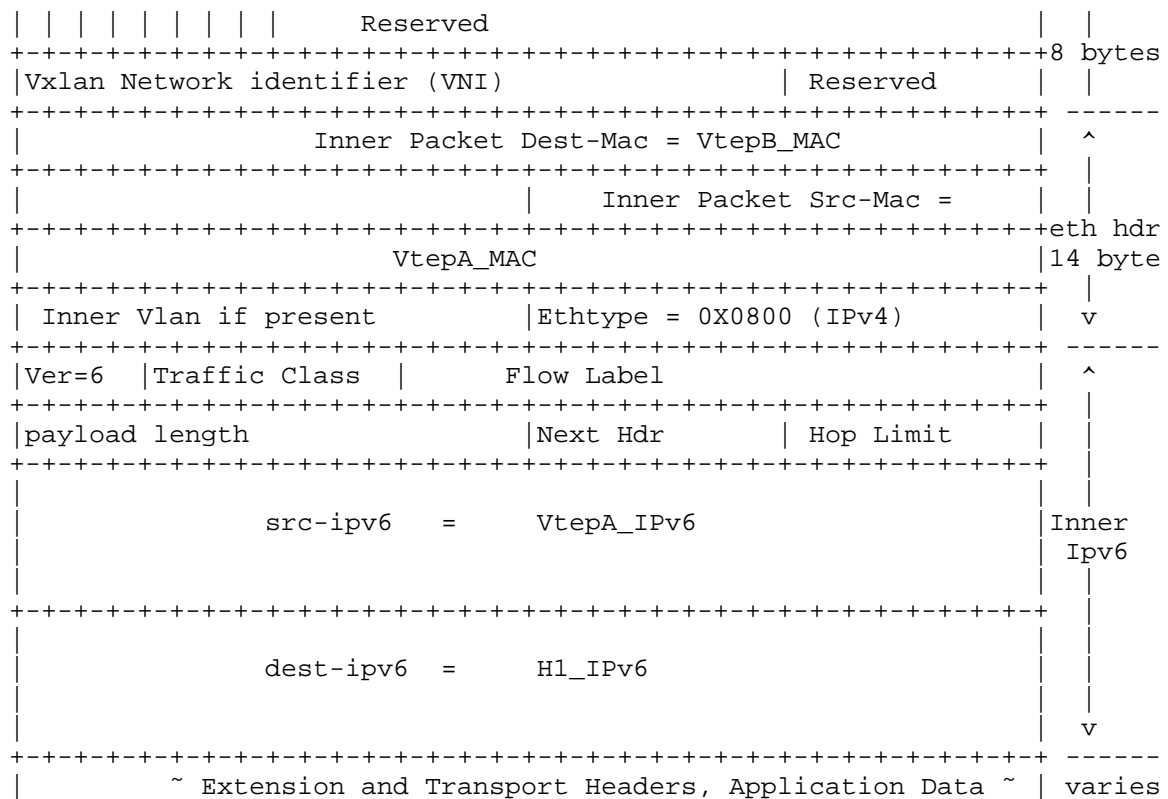 | | | | | | | | |     Reserved                                  |  |
+-+-+-+-+-+-+-+-+-+-+-+-+-+-+-+-+-+-+-+-+-+-+-+-+-+-+-+-+-+-+-+-+8 bytes
|Vxlan Network identifier (VNI)                 | Reserved      |  |
+-+-+-+-+-+-+-+-+-+-+-+-+-+-+-+-+-+-+-+-+-+-+-+-+-+-+-+-+-+-+-+-+ ------
|                  Inner Packet Dest-Mac = VtepB_MAC            |  ^
+-+-+-+-+-+-+-+-+-+-+-+-+-+-+-+-+-+-+-+-+-+-+-+-+-+-+-+-+-+-+-+-+  |
|                               |    Inner Packet Src-Mac =     |  |
+-+-+-+-+-+-+-+-+-+-+-+-+-+-+-+-+-+-+-+-+-+-+-+-+-+-+-+-+-+-+-+-+eth hdr
|                       VtepA_MAC                               |14 byte
+-+-+-+-+-+-+-+-+-+-+-+-+-+-+-+-+-+-+-+-+-+-+-+-+-+-+-+-+-+-+-+-+  |
| Inner Vlan if present         |Ethtype = 0X0800 (IPv4)        |  v
+-+-+-+-+-+-+-+-+-+-+-+-+-+-+-+-+-+-+-+-+-+-+-+-+-+-+-+-+-+-+-+-+ ------
|Ver=6  |Traffic Class  |      Flow Label                       |  ^
+-+-+-+-+-+-+-+-+-+-+-+-+-+-+-+-+-+-+-+-+-+-+-+-+-+-+-+-+-+-+-+-+  |
|payload length                 |Next Hdr       | Hop Limit     |  |
+-+-+-+-+-+-+-+-+-+-+-+-+-+-+-+-+-+-+-+-+-+-+-+-+-+-+-+-+-+-+-+-+  |
|                                                               |  |
|               src-ipv6   =     VtepA_IPv6                     |Inner
|                                                               | Ipv6
|                                                               |  |
+-+-+-+-+-+-+-+-+-+-+-+-+-+-+-+-+-+-+-+-+-+-+-+-+-+-+-+-+-+-+-+-+  |
|                                                               |  |
|               dest-ipv6  =     H1_IPv6                        |  |
|                                                               |  |
|                                                               |  v
+-+-+-+-+-+-+-+-+-+-+-+-+-+-+-+-+-+-+-+-+-+-+-+-+-+-+-+-+-+-+-+-+ ------
|         ~ Extension and Transport Headers, Application Data ~ | varies